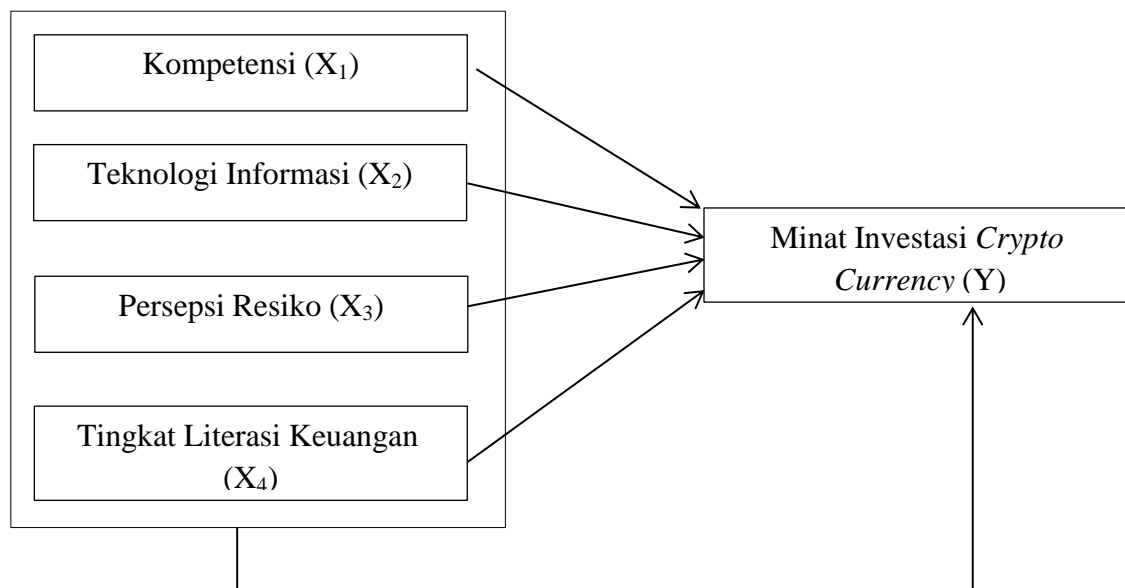 Kompetensi (X₁)
Teknologi Informasi (X₂)
Persepsi Resiko (X₃)
Tingkat Literasi Keuangan
(X₄)
Minat Investasi Crypto
Currency (Y)